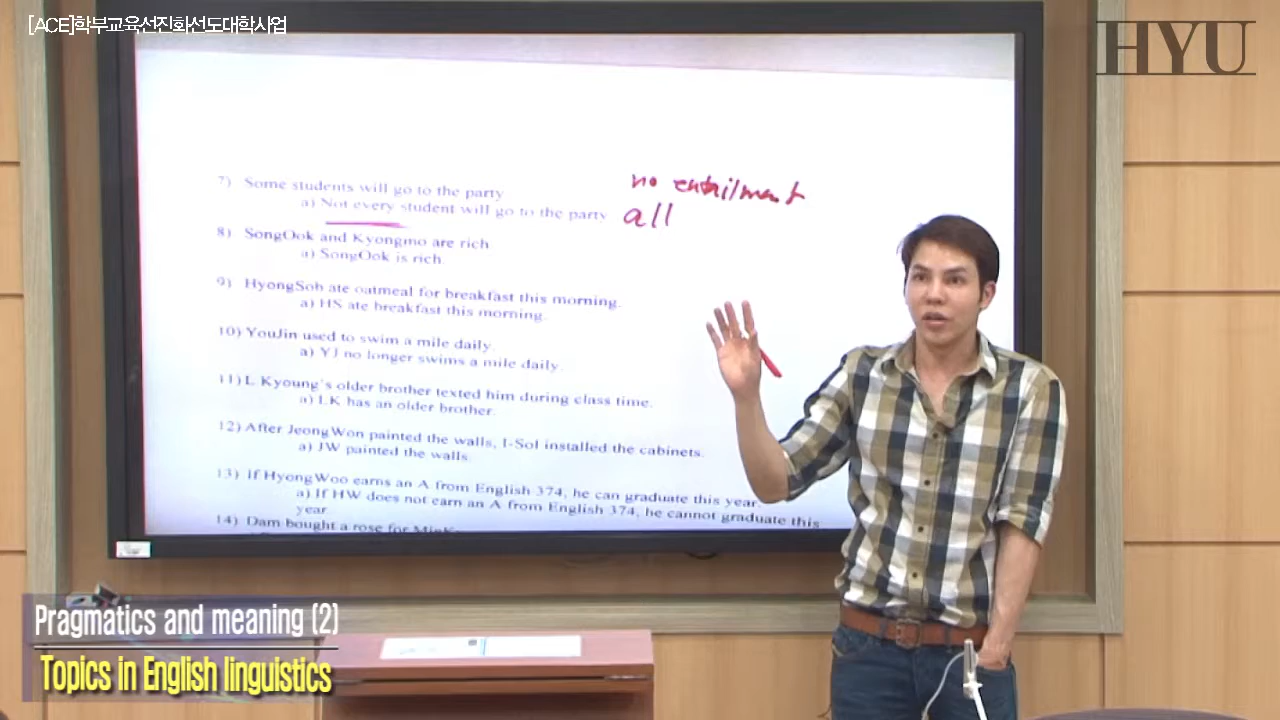 [ACE]학부교육선진화선도대학사업
HYU
7) Some students will go to the party
a) Not every student will go to the party
no entailment
all
8) SongOok and Kyongmo are rich
a) SongOok is rich.
9) HyongSoh ate oatmeal for breakfast this morning.
a) HS ate breakfast this morning.
10) YouJin used to swim a mile daily.
a) YJ no longer swims a mile daily.
11) L Kyoung's older brother texted him during class time.
a) LK has an older brother.
12) After JeongWon painted the walls, I-Sol installed the cabinets.
a) JW painted the walls.
13) If HyongWoo earns an A from English 374, he can graduate this year.
a) If HW does not earn an A from English 374, he cannot graduate this
year
14) Dam bought a rose for
Pragmatics and meaning (2)
Topics in English linguistics